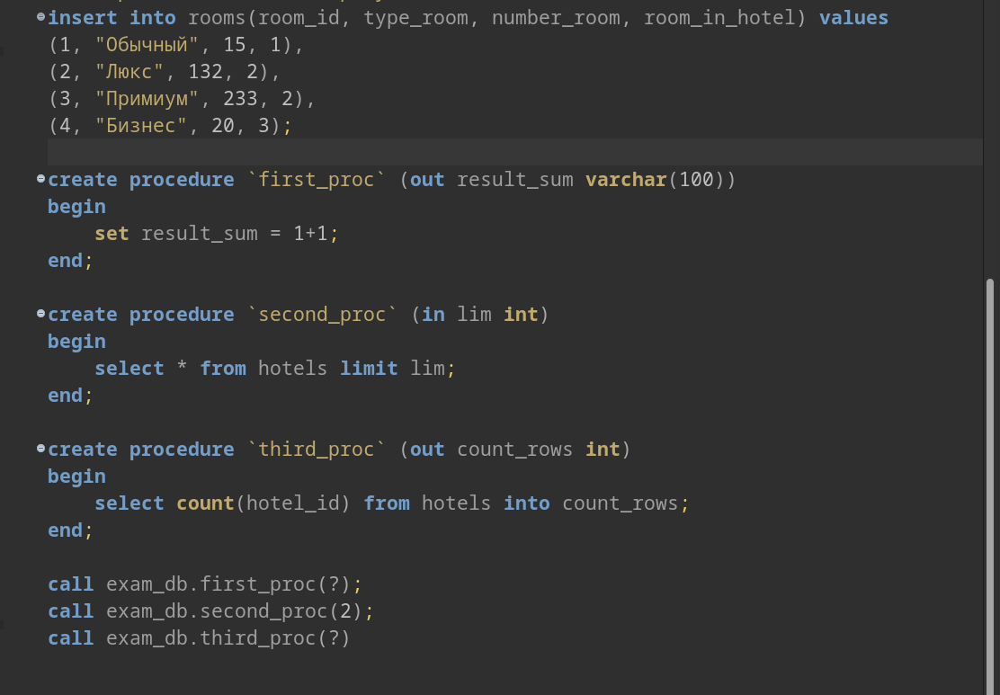 insert into rooms(room_id, type_room, number_room, room_in_hotel) values
(1, "Обычный", 15, 1),
(2, "Люкс", 132, 2),
(3, "Примиум", 233, 2),
(4, "Бизнес", 20, 3);
create procedure `first_proc` (out result_sum varchar(100))
begin
set result_sum = 1+1;
end;
create procedure `second_proc` (in lim int)
begin
select * from hotels limit lim;
end;
create procedure `third_proc` (out count_rows int)
begin
select count(hotel_id) from hotels into count_rows;
end;
call exam_db.first_proc(?);
call exam_db.second_proc(2);
call exam_db.third_proc(?)